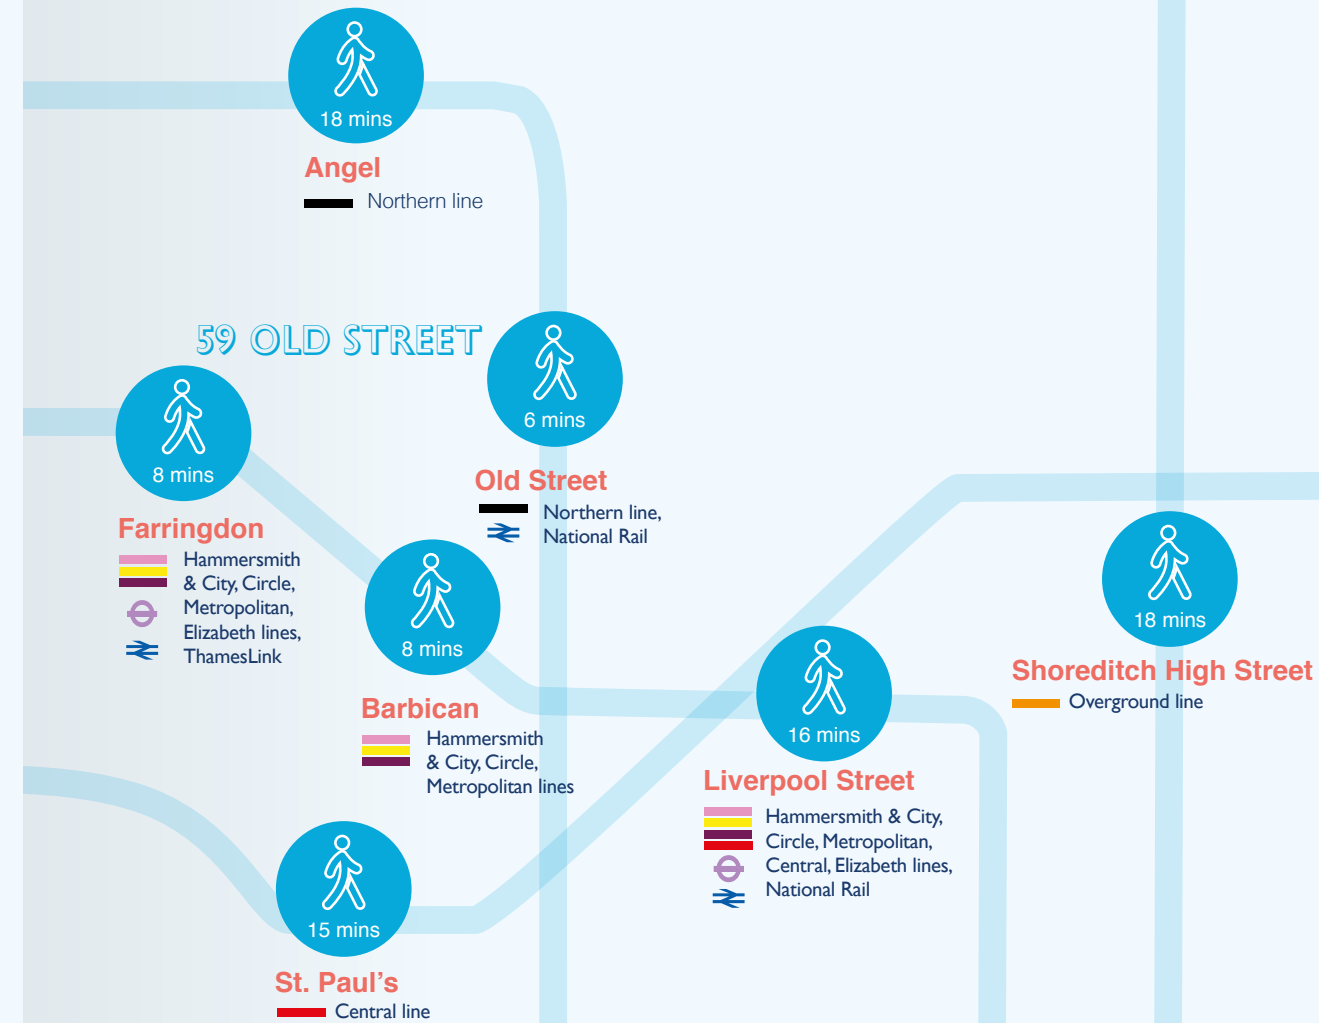 18 mins
Angel
Northern line
59 OLD STREET
6 mins
Old Street
Northern line,
National Rail
8 mins
Farringdon
Hammersmith
& City, Circle,
Metropolitan,
Elizabeth lines,
ThamesLink
8 mins
Barbican
Hammersmith
& City, Circle,
Metropolitan lines
18 mins
Shoreditch High Street
Overground line
16 mins
Liverpool Street
Hammersmith & City,
Circle, Metropolitan,
Central, Elizabeth lines,
National Rail
15 mins
St. Paul’s
Central line